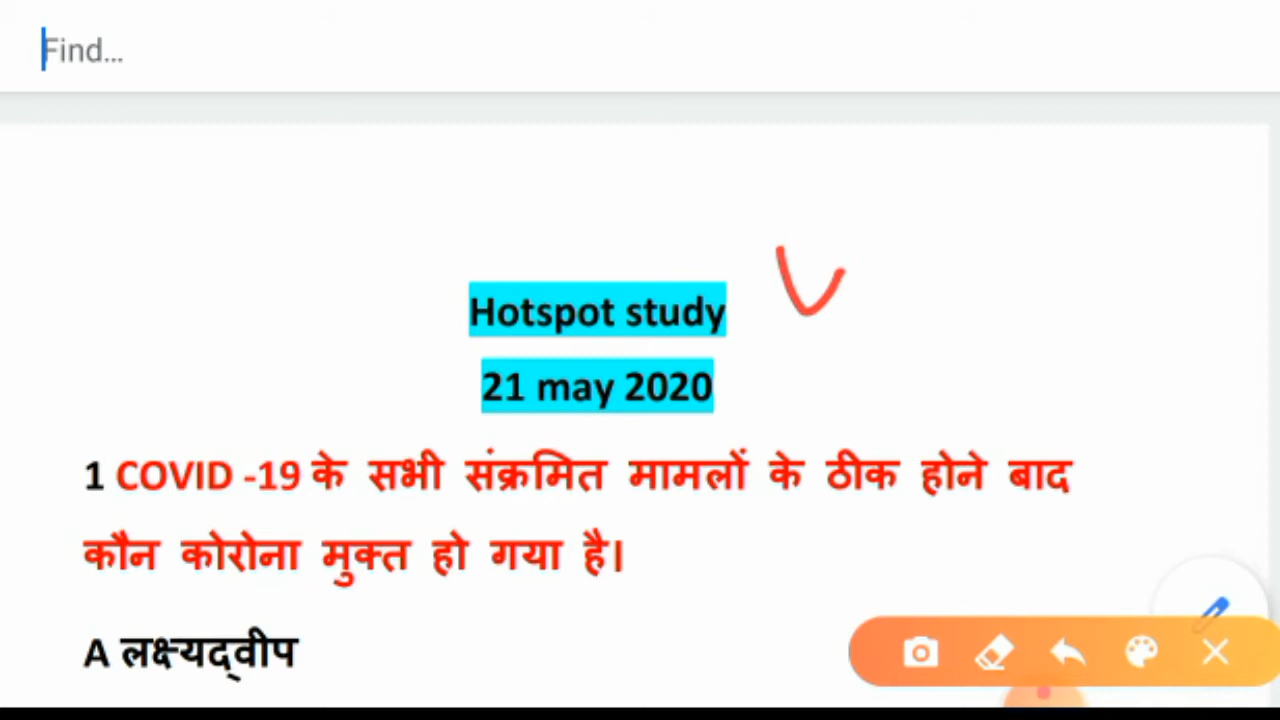 Find...
Hotspot study
21 may 2020
1 COVID -19 के सभी संक्रमित मामलों के ठीक होने बाद
कौन कोरोना मुक्त हो गया है।
A लक्ष्यद्वीप